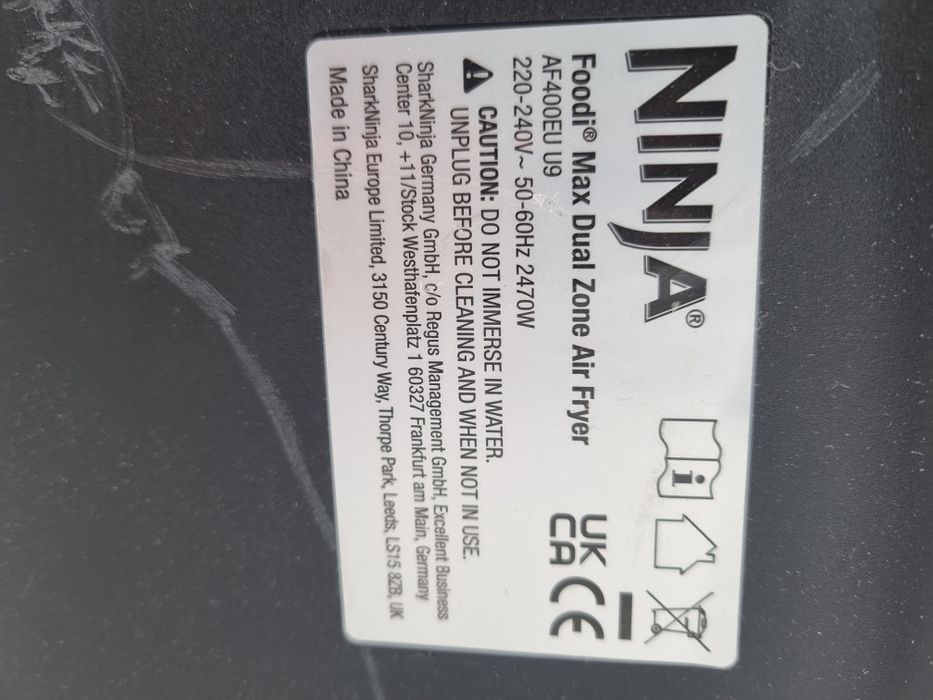 NINJA®
Foodi® Max Dual Zone Air Fryer
AF400EU U9
220-240V~ 50-60Hz 2470W
CAUTION: DO NOT IMMERSE IN WATER.
UNPLUG BEFORE CLEANING AND WHEN NOT IN USE.
SharkNinja Germany GmbH, c/o Regus Management GmbH, Excellent Business
Center 10, +11/Stock Westhafenplatz 1 60327 Frankfurt am Main, Germany
SharkNinja Europe Limited, 3150 Century Way, Thorpe Park, Leeds, LS15 8ZB, UK
Made in China
i
UK
CA
CE